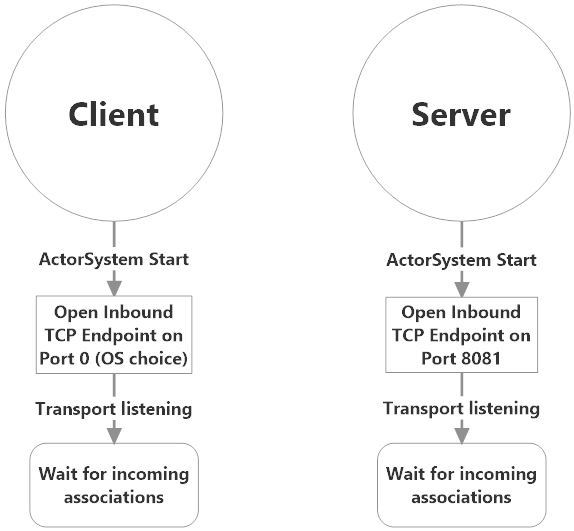 Client
ActorSystem Start
Open Inbound
TCP Endpoint on
Port 0 (OS choice)
Transport listening
Wait for incoming
associations
Server
ActorSystem Start
Open Inbound
TCP Endpoint on
Port 8081
Transport listening
Wait for incoming
associations